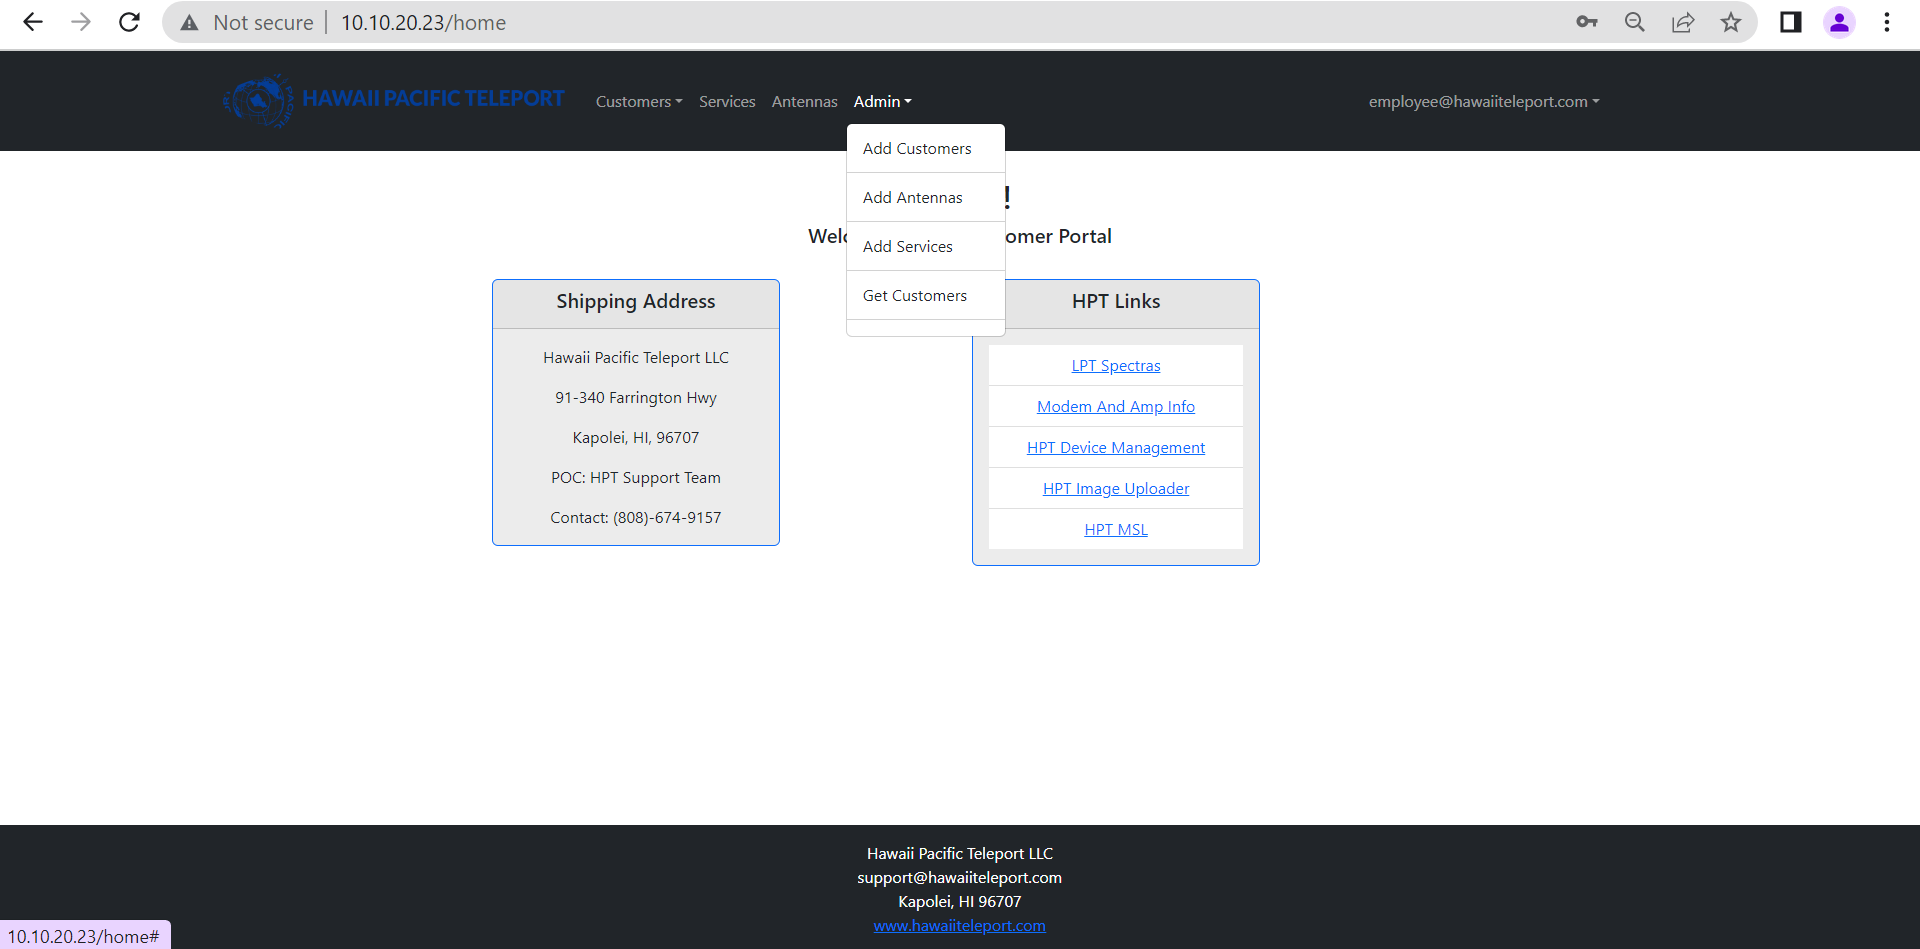 Not secure | 10.10.20.23/home
HAWAII PACIFIC TELEPORT
Customers Services Antennas Admin employee@hawaiiteleport.com
Add Customers
Add Antennas
Add Services
Get Customers
!
omer Portal
Shipping Address
Hawaii Pacific Teleport LLC
91-340 Farrington Hwy
Kapolei, HI, 96707
POC: HPT Support Team
Contact: (808)-674-9157
HPT Links
LPT Spectras
Modem And Amp Info
HPT Device Management
HPT Image Uploader
HPT MSL
Hawaii Pacific Teleport LLC
support@hawaiiteleport.com
Kapolei, HI 96707
www.hawaiiteleport.com
10.10.20.23/home#